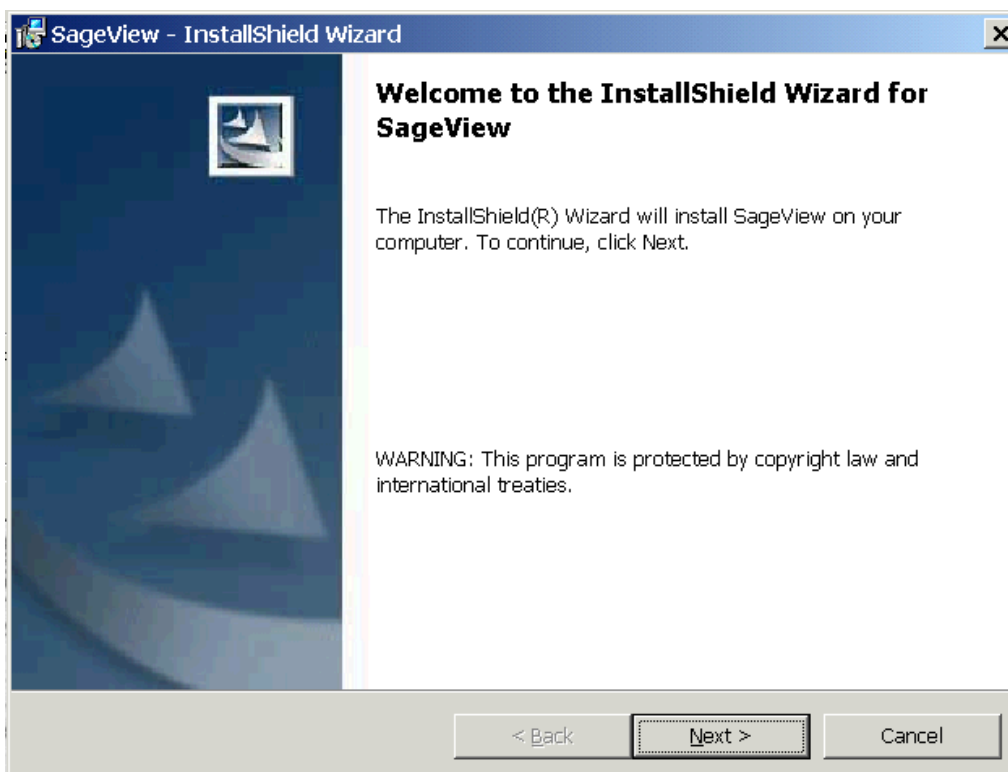 SageView - InstallShield Wizard
Welcome to the InstallShield Wizard for
SageView
The InstallShield(R) Wizard will install SageView on your
computer. To continue, click Next.
WARNING: This program is protected by copyright law and
international treaties.
< Back
Next >
Cancel